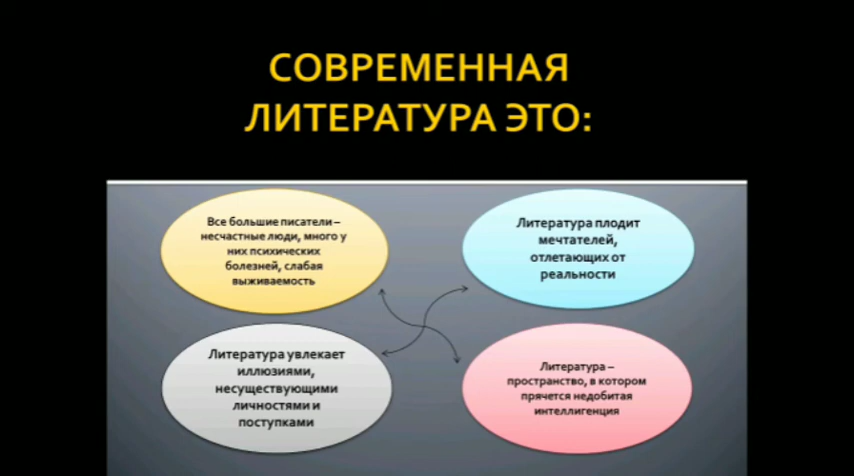 СОВРЕМЕННАЯ
ЛИТЕРАТУРА ЭТО:
Все большие писатели –
несчастные люди, много у
них психических
болезней, слабая
выживаемость
Литература плодит
мечтателей,
отлетающих от
реальности
Литература увлекает
иллюзиями,
несуществующими
личностями и
поступками
Литература –
пространство, в котором
прячется недобитая
интеллигенция